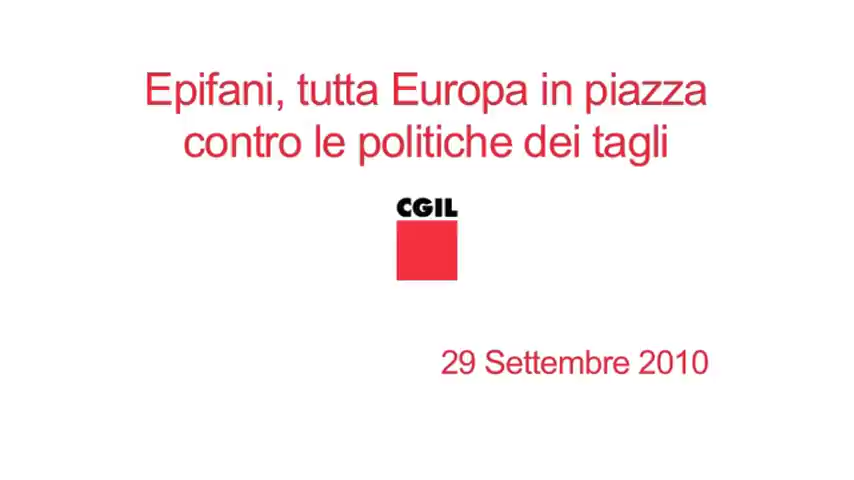 Epifani, tutta Europa in piazza
contro le politiche dei tagli
CGIL
29 Settembre 2010